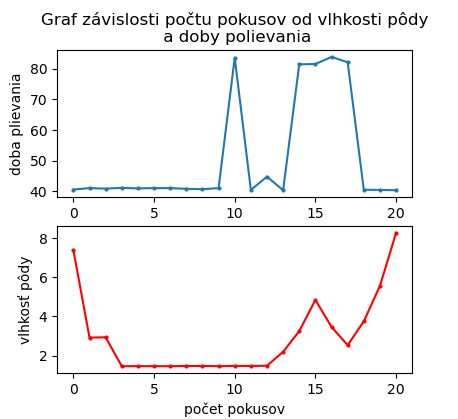 Graf závislosti počtu pokusov od vlhkosti pôdy
a doby polievania
doba plievania
80
70
60
50
40
0 5 10 15 20
vlhkosť pôdy
8
6
4
2
0 5 10 15 20
počet pokusov